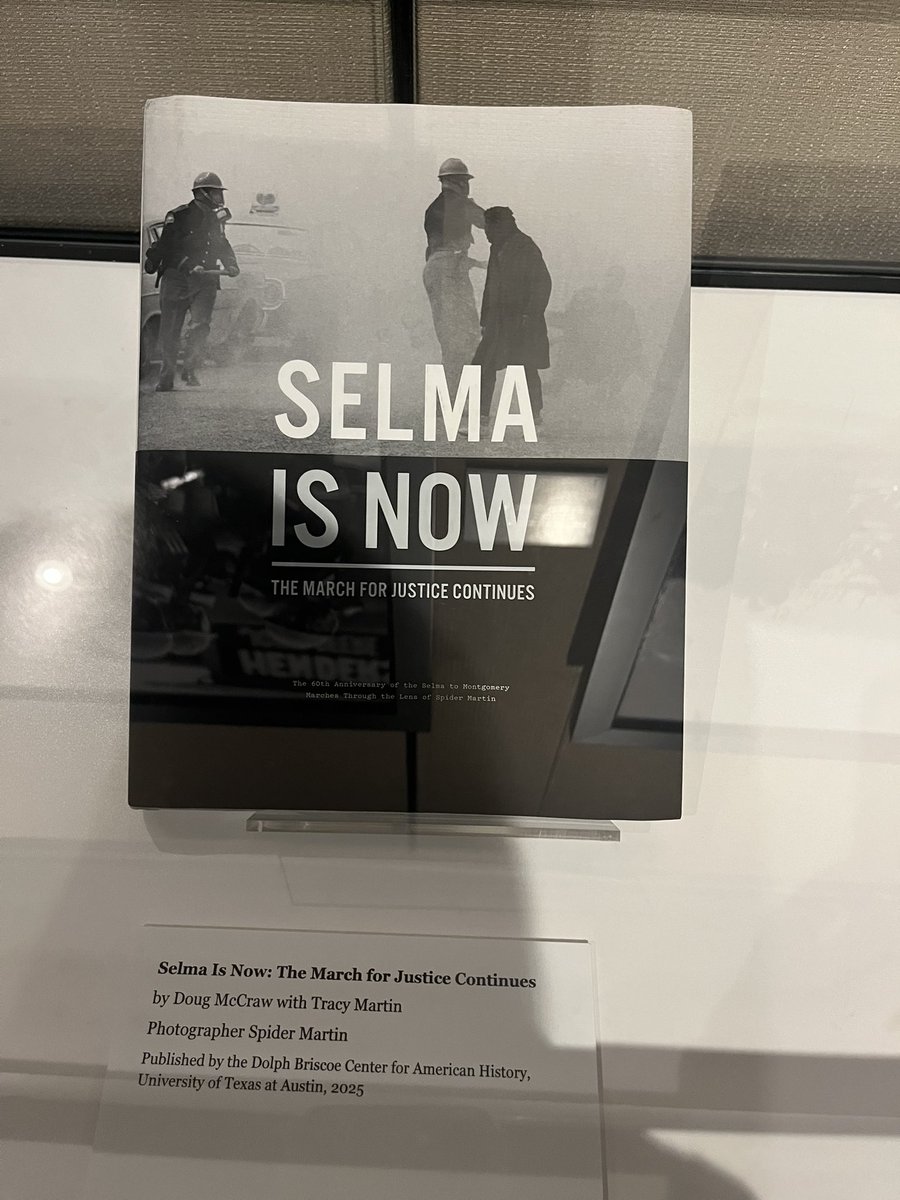 SELMA
IS NOW
THE MARCH FOR JUSTICE CONTINUES
The 60th Anniversary of the Selma to Montgomery
Marches Through the Lens of Spider Martin
Selma Is Now: The March for Justice Continues
by Doug McCraw with Tracy Martin
Photographer Spider Martin
Published by the Dolph Briscoe Center for American History,
University of Texas at Austin, 2025